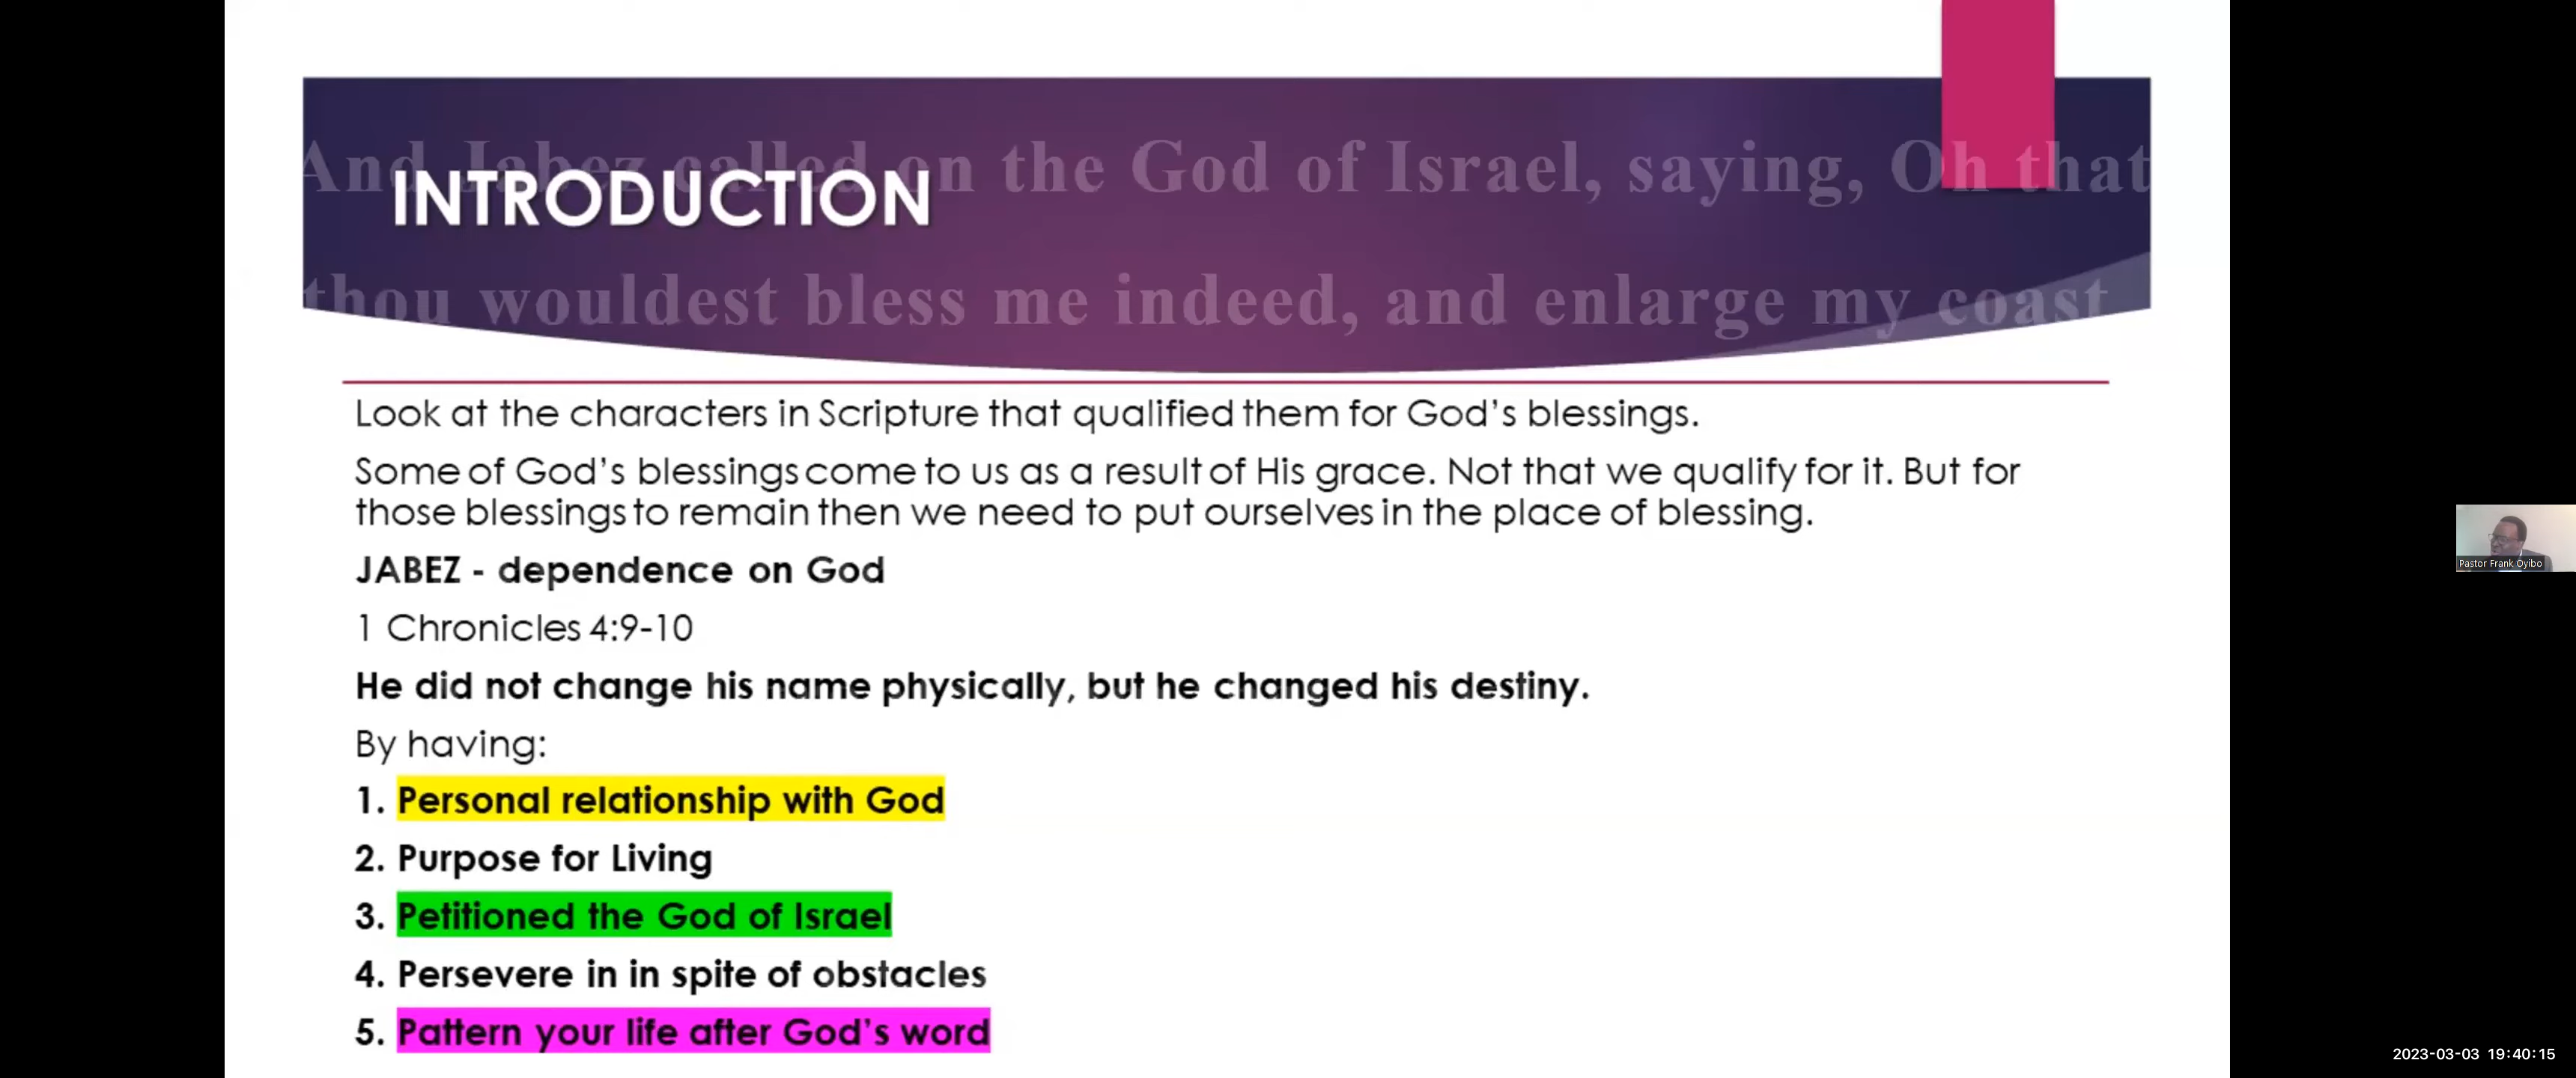 And Jabez called on the God of Israel, saying, Oh that
INTRODUCTION
thou wouldest bless me indeed, and enlarge my coast
Look at the characters in Scripture that qualified them for God's blessings.
Some of God's blessings come to us as a result of His grace. Not that we qualify for it. But for
those blessings to remain then we need to put ourselves in the place of blessing.
JABEZ - dependence on God
1 Chronicles 4:9-10
He did not change his name physically, but he changed his destiny.
By having:
1. Personal relationship with God
2. Purpose for Living
3. Petitioned the God of Israel
4. Persevere in in spite of obstacles
5. Pattern your life after God's word
Pastor Frank Oyibo
2023-03-03 19:40:15